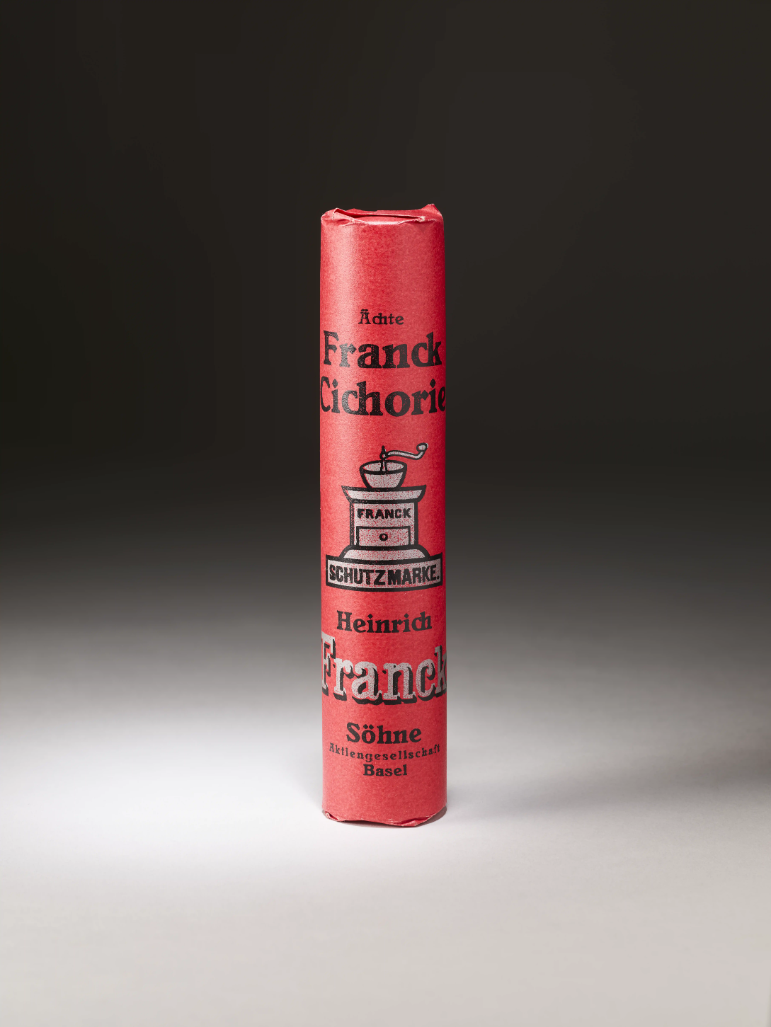 Ächte
Franck
Cichorie
FRANCK
SCHUTZMARKE.
Heinrich
Franck
Söhne
Aktiengesellschaft
Basel